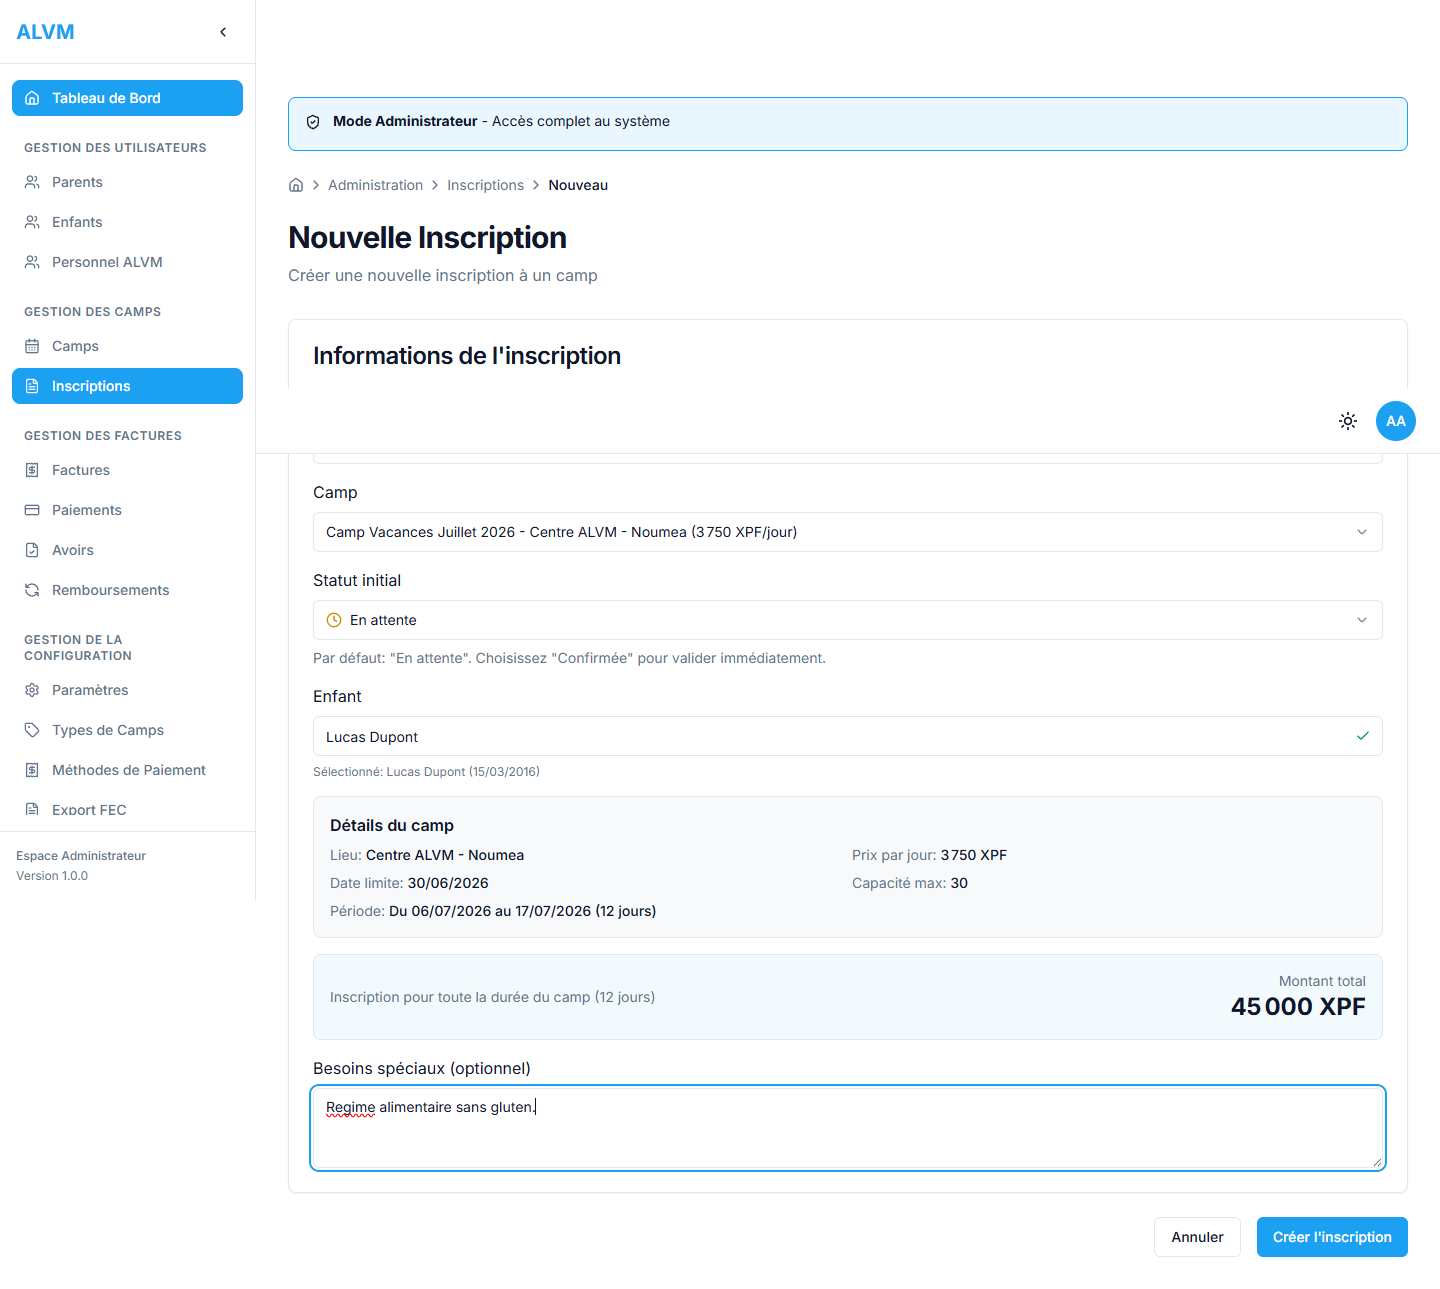 ALVM
Tableau de Bord
GESTION DES UTILISATEURS
Parents
Enfants
Personnel ALVM
GESTION DES CAMPS
Camps
Inscriptions
GESTION DES FACTURES
Factures
Paiements
Avoirs
Remboursements
GESTION DE LA
CONFIGURATION
Paramètres
Types de Camps
Méthodes de Paiement
Export FEC
Espace Administrateur
Version 1.0.0
Mode Administrateur - Accès complet au système
Administration
Inscriptions
Nouveau
Nouvelle Inscription
Créer une nouvelle inscription à un camp
Informations de l'inscription
AA
Camp
Camp Vacances Juillet 2026 - Centre ALVM - Noumea (3 750 XPF/jour)
Statut initial
En attente
Par défaut: "En attente". Choisissez "Confirmée" pour valider immédiatement.
Enfant
Lucas Dupont
Sélectionné: Lucas Dupont (15/03/2016)
Détails du camp
Lieu: Centre ALVM - Noumea
Prix par jour: 3 750 XPF
Date limite: 30/06/2026
Capacité max: 30
Période: Du 06/07/2026 au 17/07/2026 (12 jours)
Inscription pour toute la durée du camp (12 jours)
Montant total
45 000 XPF
Besoins spéciaux (optionnel)
Regime alimentaire sans gluten.
Annuler
Créer l'inscription